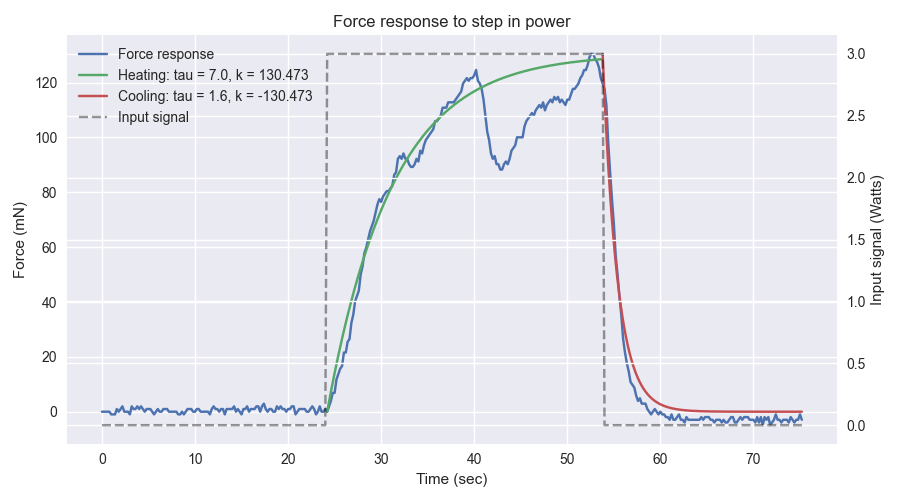 Force response to step in power
Force response
Heating: tau = 7.0, k = 130.473
Cooling: tau = 1.6, k = -130.473
Input signal
120
100
80
60
40
20
0
Force (mN)
3.0
2.5
2.0
1.5
1.0
0.5
0.0
Input signal (Watts)
0 10 20 30 40 50 60 70
Time (sec)